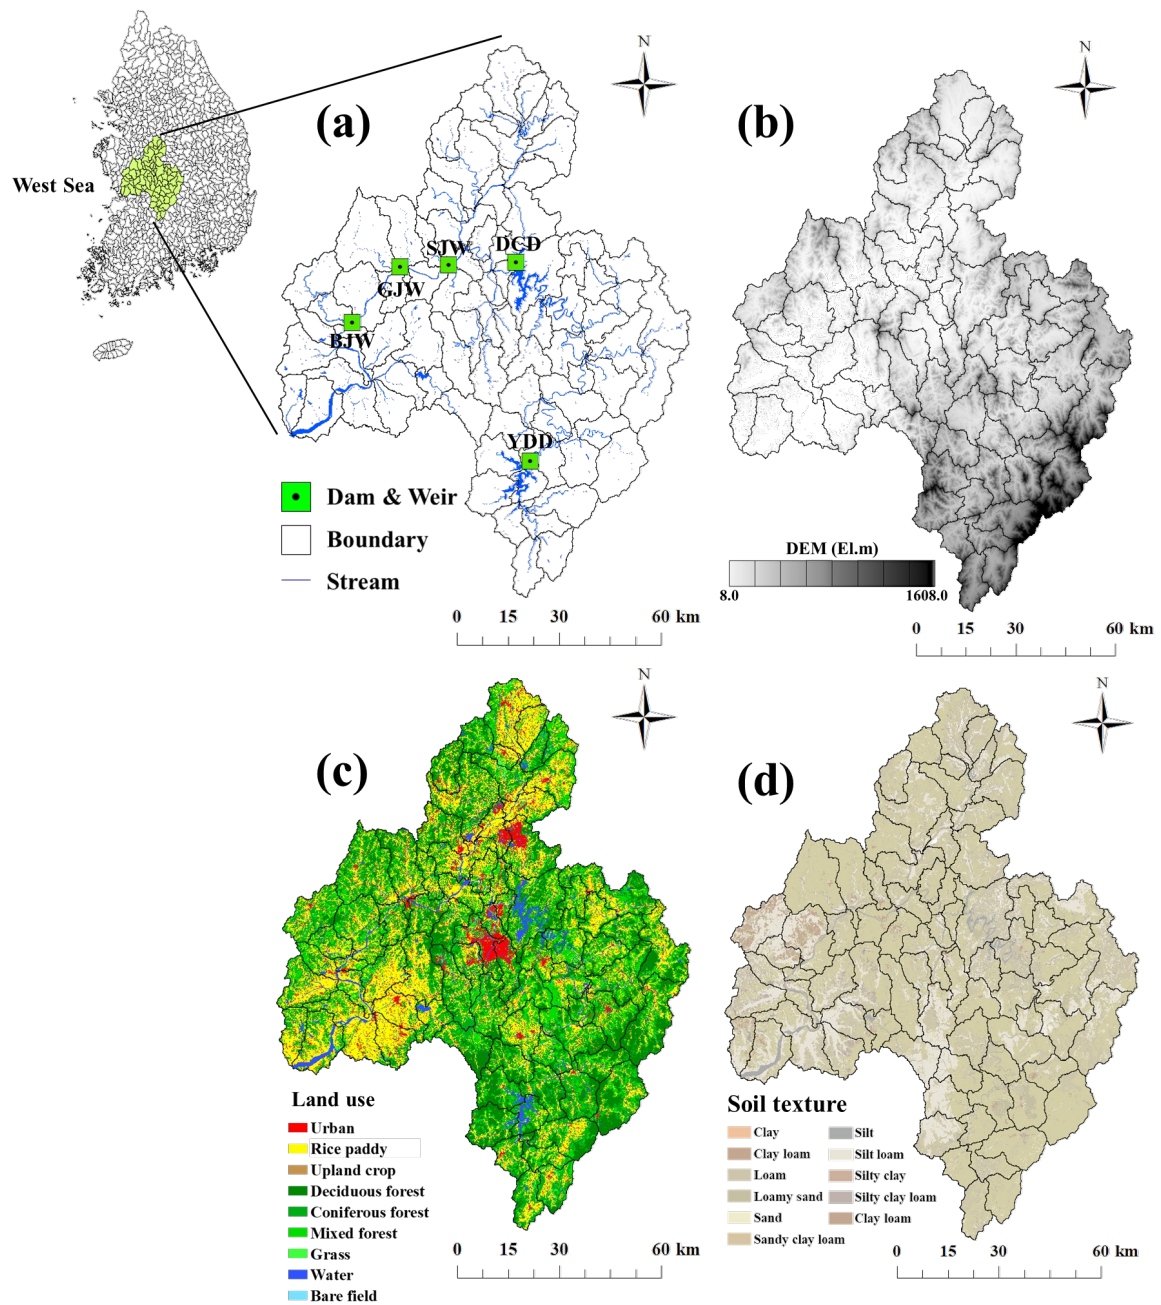 West Sea
(a)
N
SJW
DCD
GJW
BJW
YDD
Dam & Weir
Boundary
Stream
0 15 30 60 km
(b)
N
DEM (El.m)
8.0 1608.0
0 15 30 60 km
(c)
N
Land use
Urban
Rice paddy
Upland crop
Deciduous forest
Coniferous forest
Mixed forest
Grass
Water
Bare field
0 15 30 60 km
(d)
N
Soil texture
Clay
Clay loam
Loam
Loamy sand
Sand
Sandy clay loam
Silt
Silt loam
Silty clay
Silty clay loam
Clay loam
0 15 30 60 km